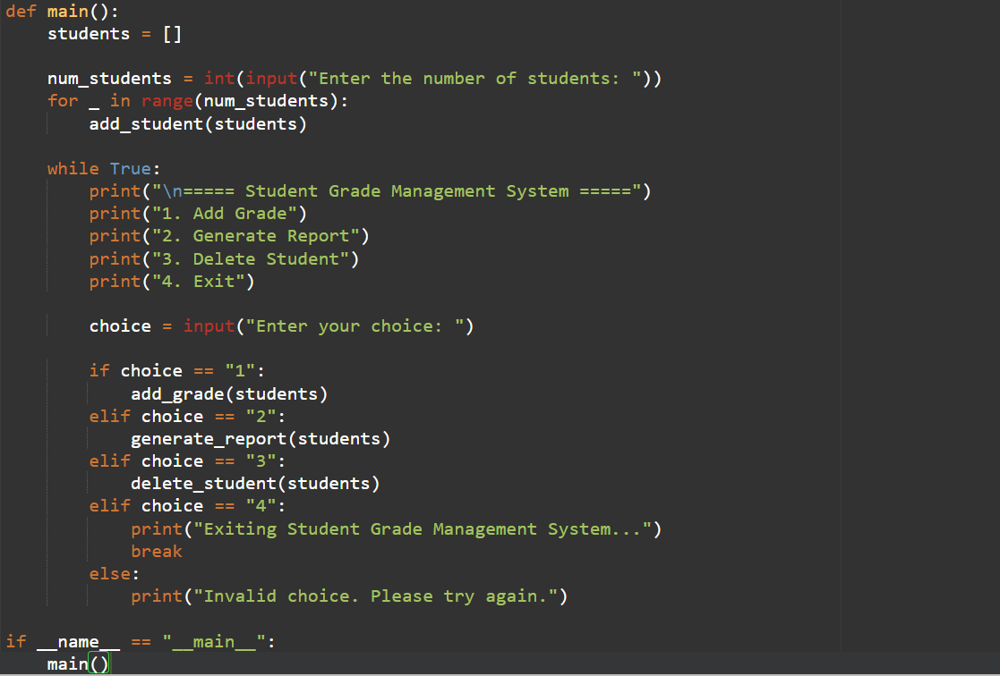 def main():
    students = []

    num_students = int(input("Enter the number of students: "))
    for _ in range(num_students):
        add_student(students)

    while True:
        print("\n===== Student Grade Management System =====")
        print("1. Add Grade")
        print("2. Generate Report")
        print("3. Delete Student")
        print("4. Exit")

        choice = input("Enter your choice: ")

        if choice == "1":
            add_grade(students)
        elif choice == "2":
            generate_report(students)
        elif choice == "3":
            delete_student(students)
        elif choice == "4":
            print("Exiting Student Grade Management System...")
            break
        else:
            print("Invalid choice. Please try again.")

if __name__ == "__main__":
    main()